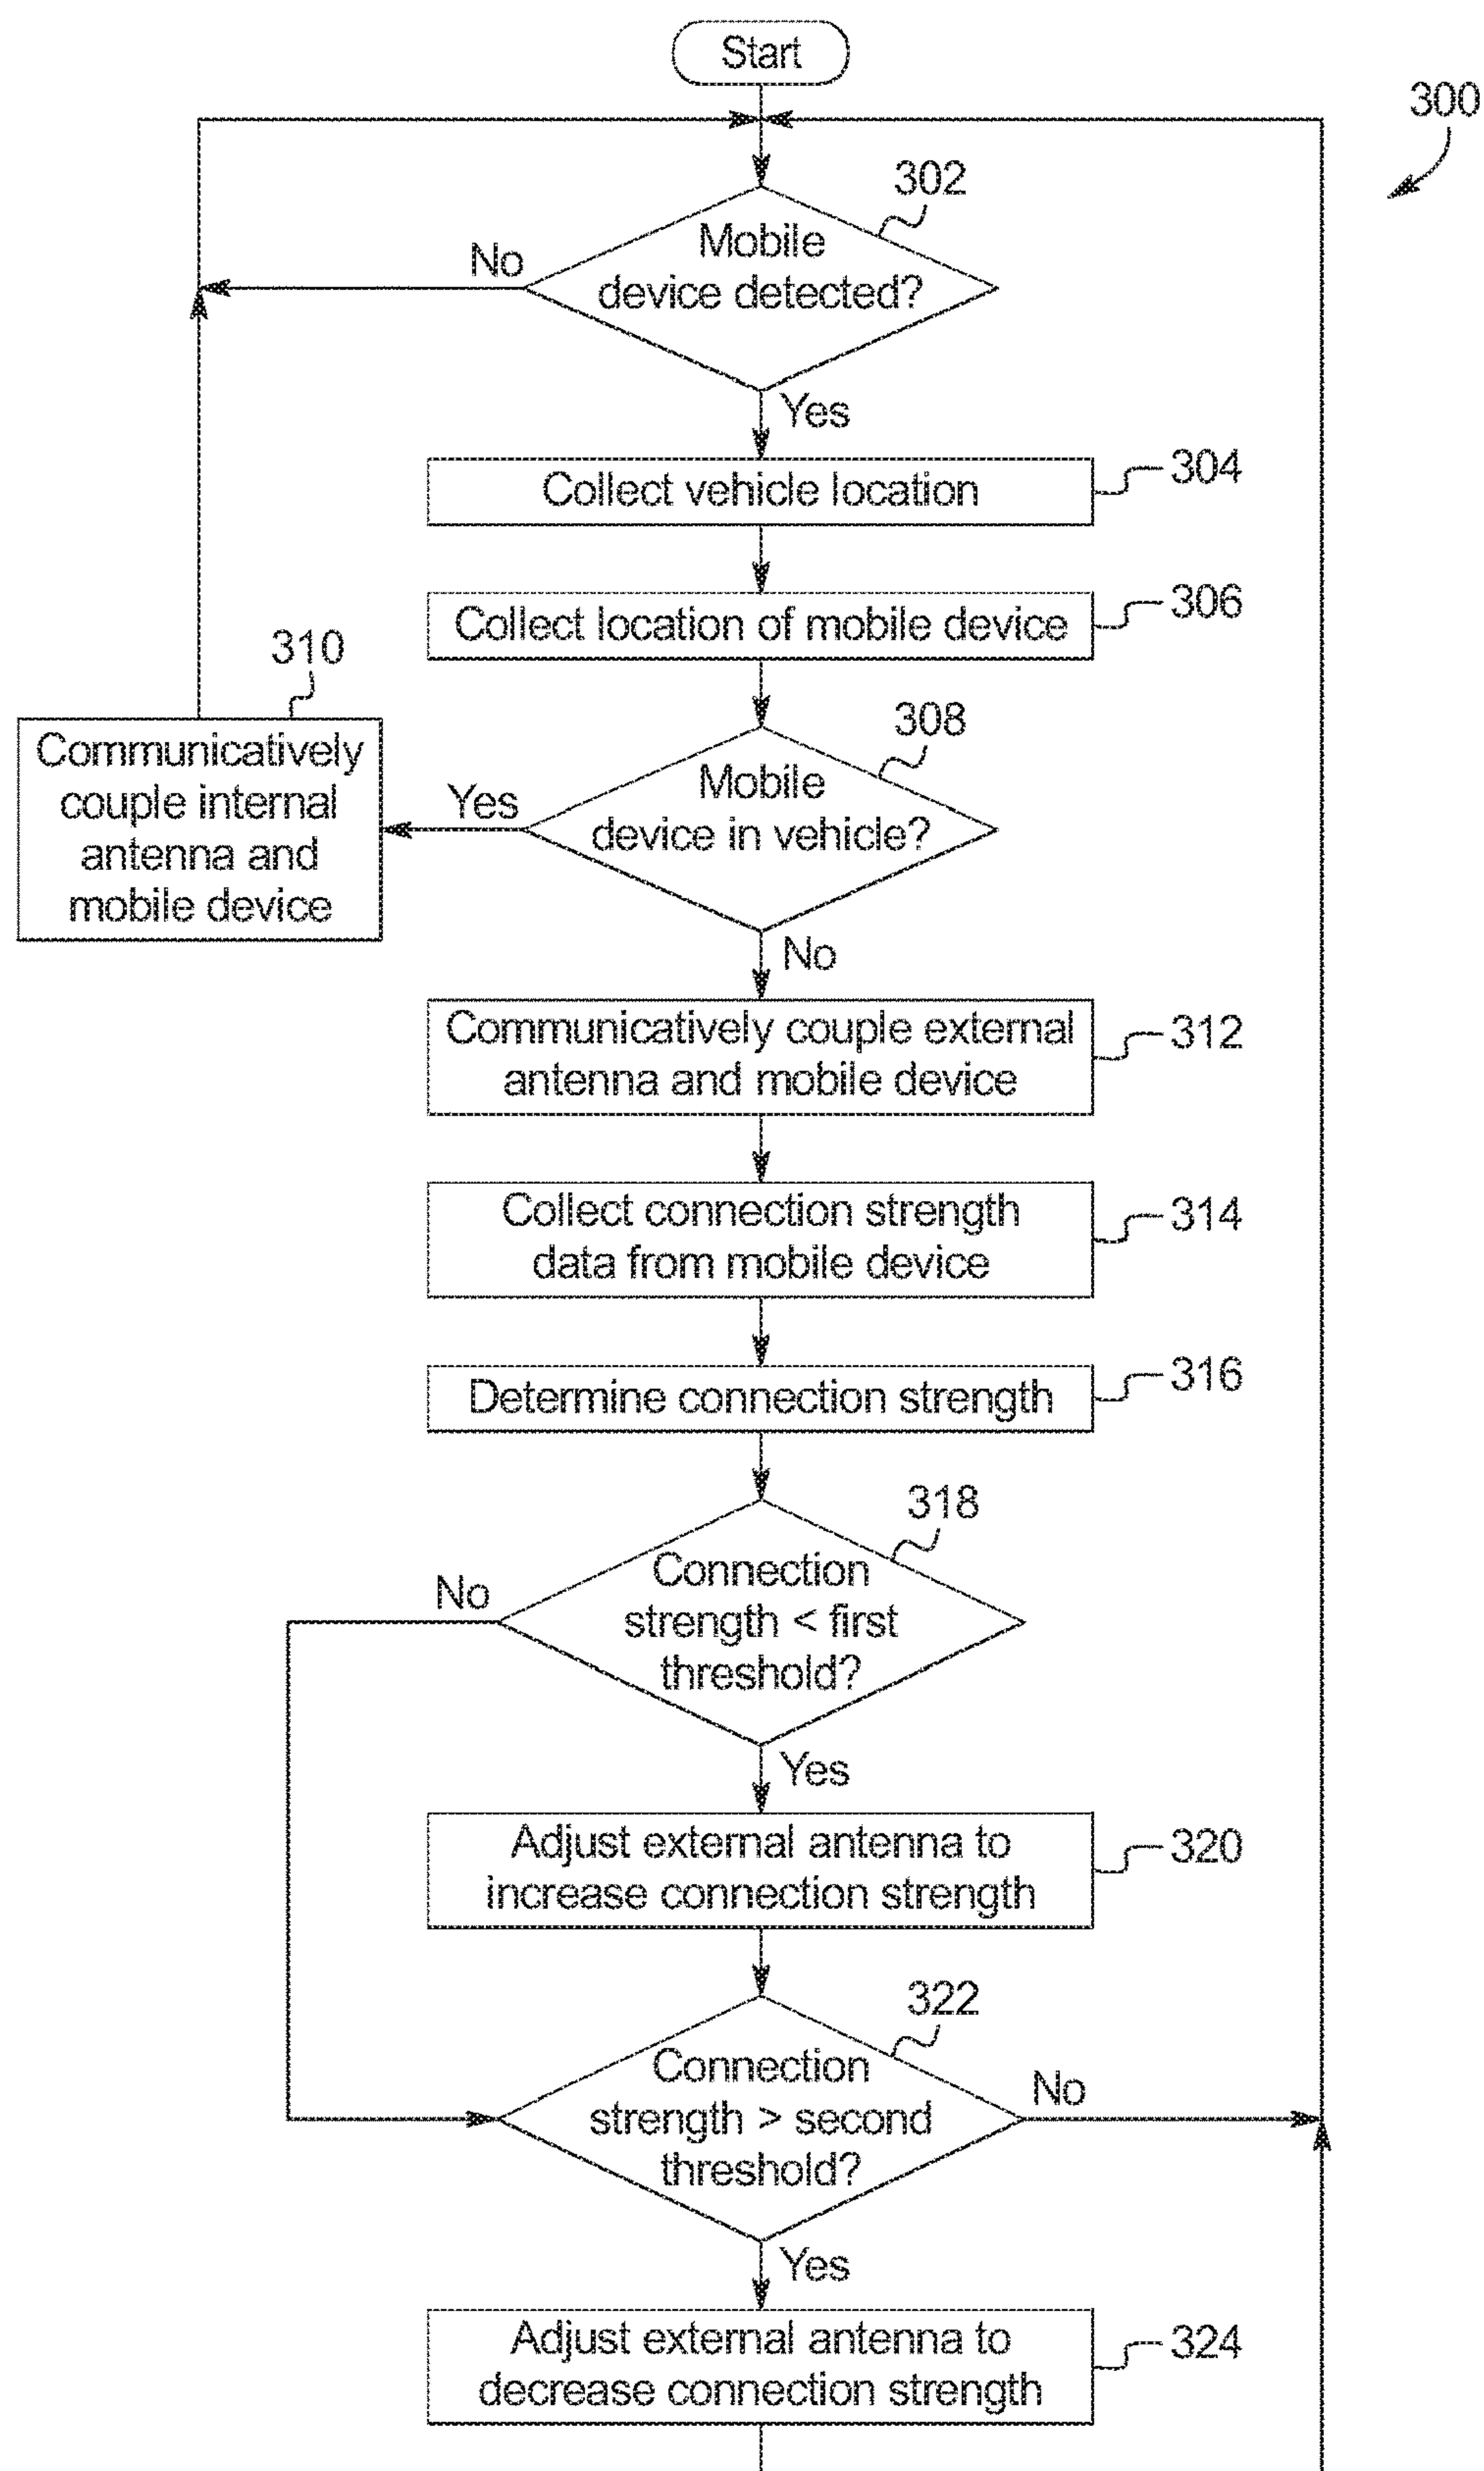 Start
300
302
Mobile
device detected?
No
Yes
Collect vehicle location
304
Collect location of mobile device
306
310
Communicatively
couple internal
antenna and
mobile device
308
Mobile
device in vehicle?
Yes
No
Communicatively couple external
antenna and mobile device
312
Collect connection strength
data from mobile device
314
Determine connection strength
316
318
Connection
strength < first
threshold?
No
Yes
Adjust external antenna to
increase connection strength
320
322
Connection
strength > second
threshold?
No
Yes
Adjust external antenna to
decrease connection strength
324